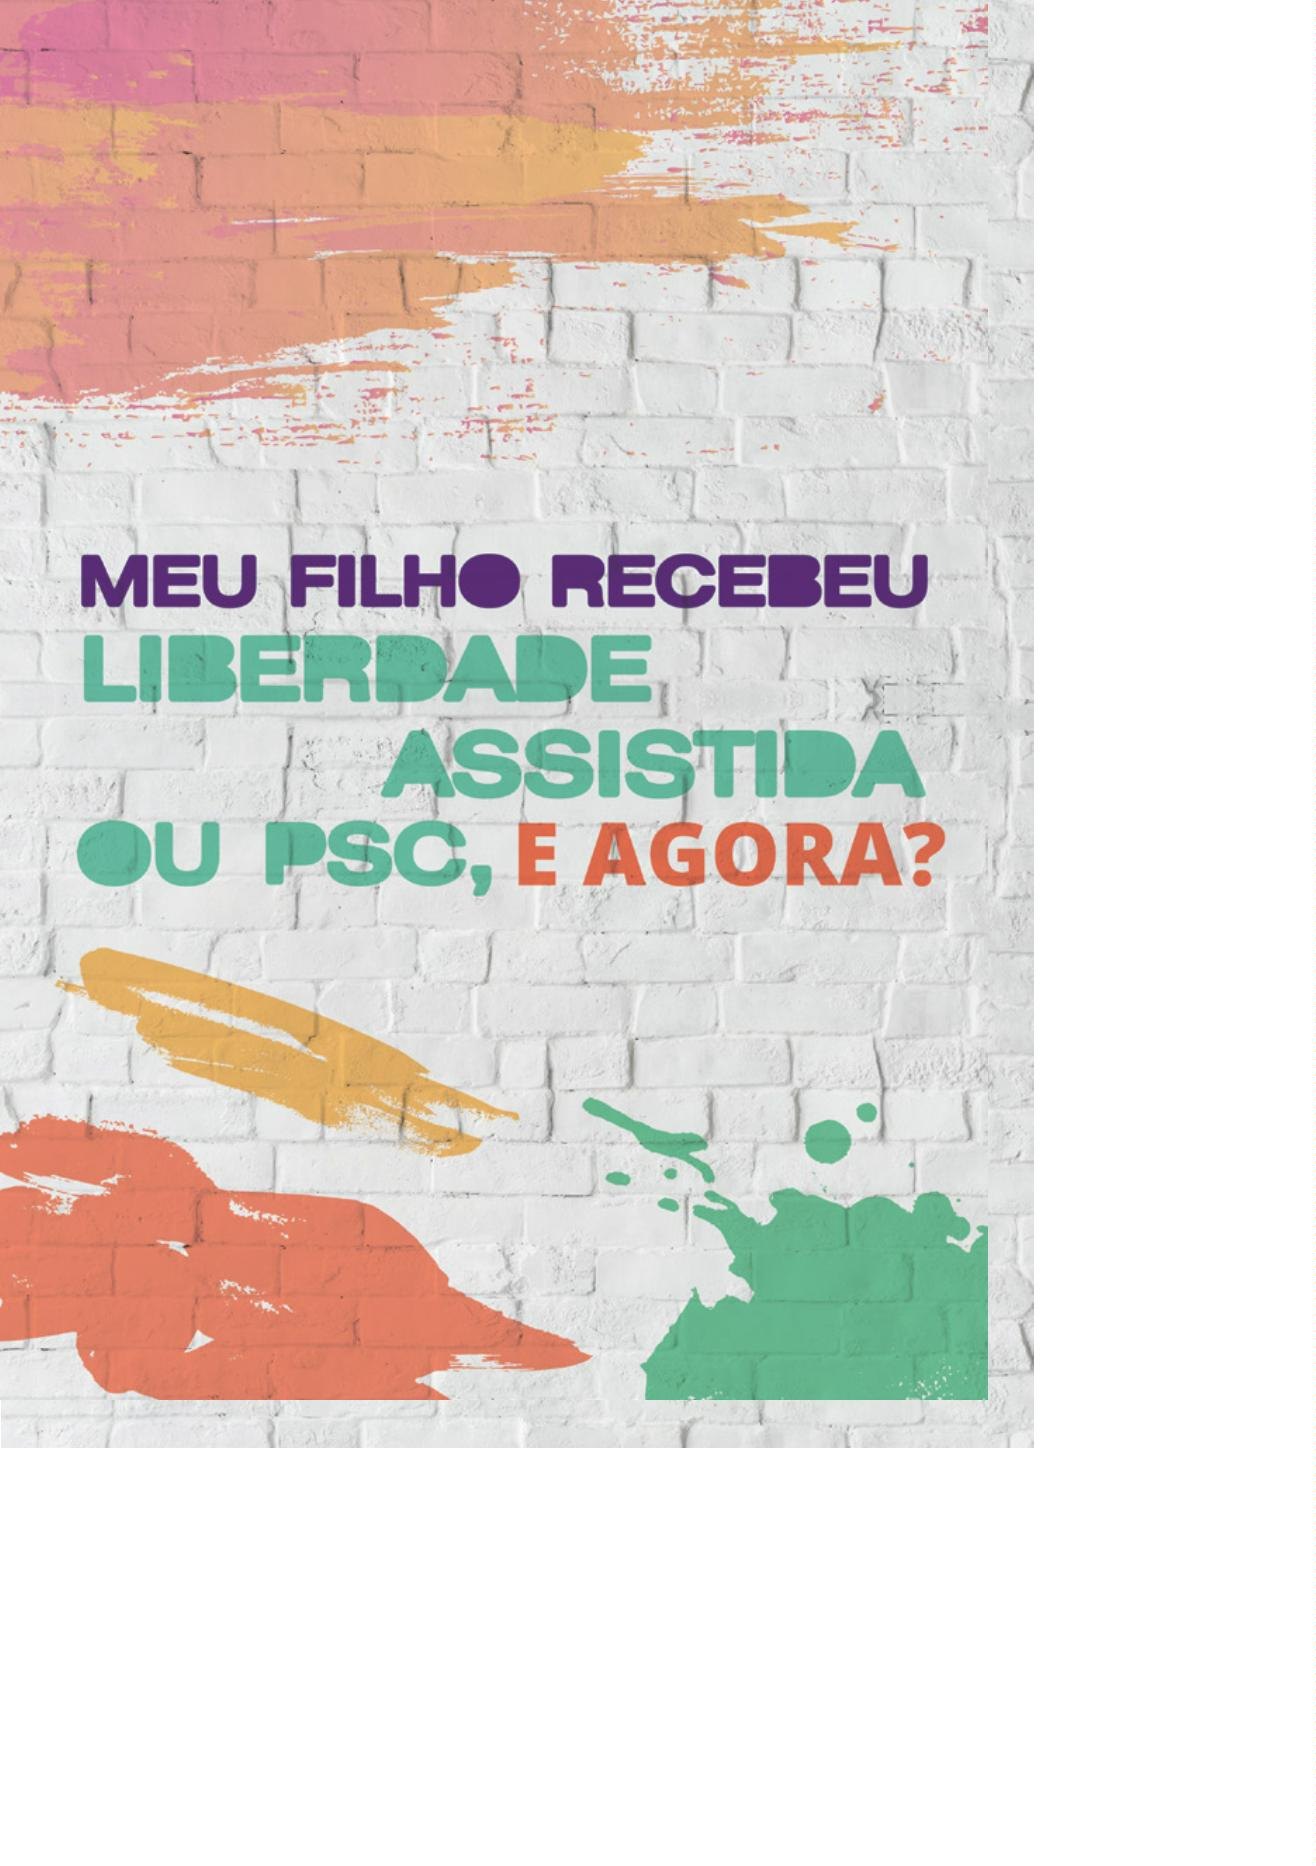 MEU FILHO RECEBEU
LIBERDADE
ASSISTIDA
OU PSC, E AGORA?